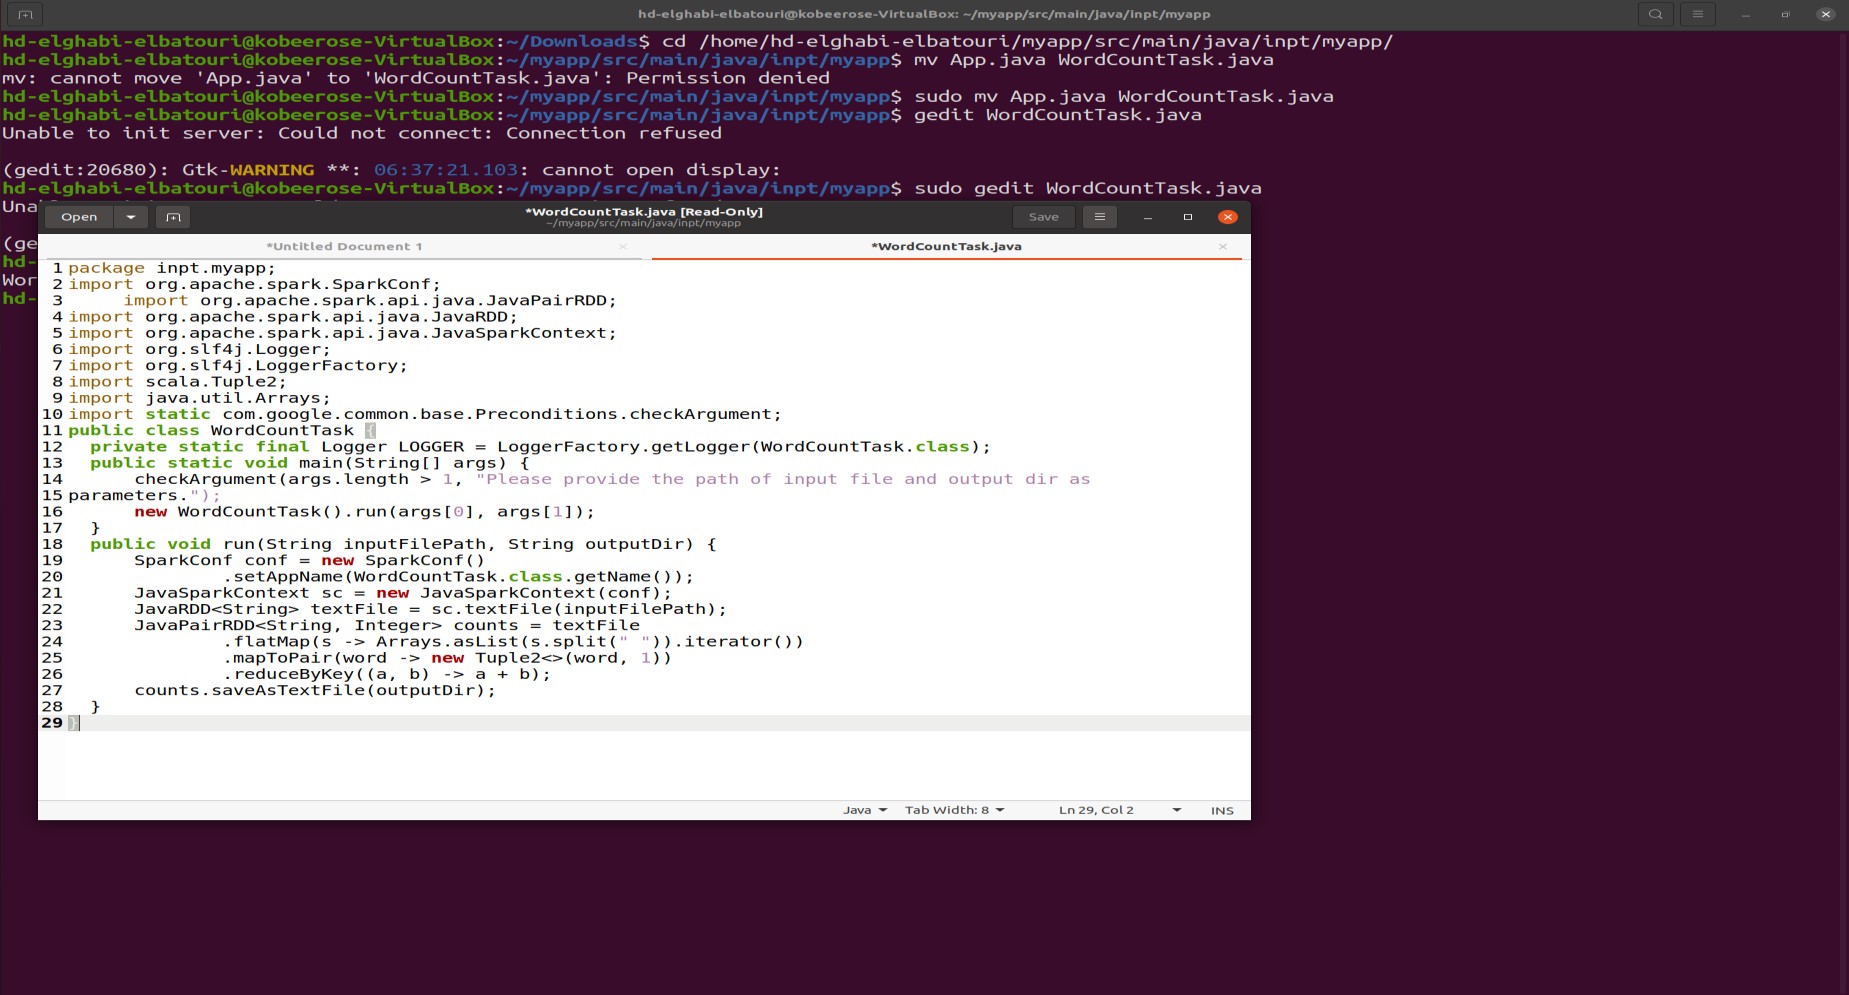 hd-elghabi-elbatouri@kobeerose-VirtualBox: ~/myapp/src/main/java/inpt/myapp
hd-elghabi-elbatouri@kobeerose-VirtualBox:~/Downloads$ cd /home/hd-elghabi-elbatouri/myapp/src/main/java/inpt/myapp/
hd-elghabi-elbatouri@kobeerose-VirtualBox:~/myapp/src/main/java/inpt/myapp$ mv App.java WordCountTask.java
mv: cannot move 'App.java' to 'WordCountTask.java': Permission denied
hd-elghabi-elbatouri@kobeerose-VirtualBox:~/myapp/src/main/java/inpt/myapp$ sudo mv App.java WordCountTask.java
hd-elghabi-elbatouri@kobeerose-VirtualBox:~/myapp/src/main/java/inpt/myapp$ gedit WordCountTask.java
Unable to init server: Could not connect: Connection refused
(gedit:20680): Gtk-WARNING **: 06:37:21.103: cannot open display:
hd-elghabi-elbatouri@kobeerose-VirtualBox:~/myapp/src/main/java/inpt/myapp$ sudo gedit WordCountTask.java
Una
(ge
hd-
Wor
hd-
Open
*WordCountTask.java [Read-Only]
~/myapp/src/main/java/inpt/myapp
Save
*Untitled Document 1
*WordCountTask.java
1 package inpt.myapp;
2 import org.apache.spark.SparkConf;
3 import org.apache.spark.api.java.JavaPairRDD;
4 import org.apache.spark.api.java.JavaRDD;
5 import org.apache.spark.api.java.JavaSparkContext;
6 import org.slf4j.Logger;
7 import org.slf4j.LoggerFactory;
8 import scala.Tuple2;
9 import java.util.Arrays;
10 import static com.google.common.base.Preconditions.checkArgument;
11 public class WordCountTask {
12 private static final Logger LOGGER = LoggerFactory.getLogger(WordCountTask.class);
13 public static void main(String[] args) {
14 checkArgument(args.length > 1, "Please provide the path of input file and output dir as
15 parameters.");
16 new WordCountTask().run(args[0], args[1]);
17 }
18 public void run(String inputFilePath, String outputDir) {
19 SparkConf conf = new SparkConf()
20 .setAppName(WordCountTask.class.getName());
21 JavaSparkContext sc = new JavaSparkContext(conf);
22 JavaRDD<String> textFile = sc.textFile(inputFilePath);
23 JavaPairRDD<String, Integer> counts = textFile
24 .flatMap(s -> Arrays.asList(s.split(" ")).iterator())
25 .mapToPair(word -> new Tuple2<>(word, 1))
26 .reduceByKey((a, b) -> a + b);
27 counts.saveAsTextFile(outputDir);
28 }
29 }
Java Tab Width: 8 Ln 29, Col 2 INS